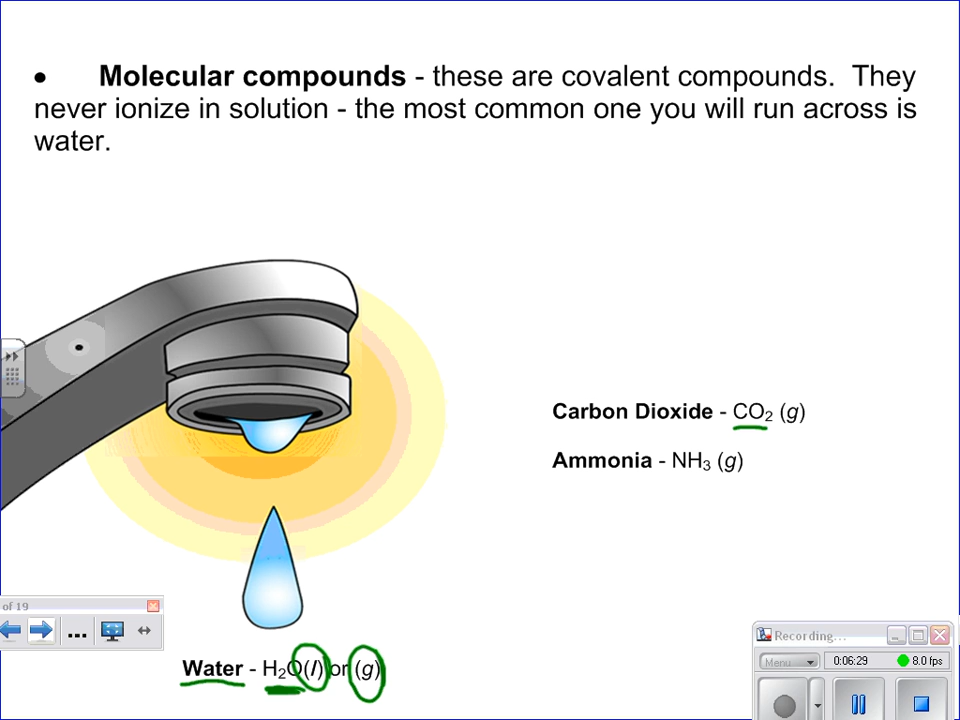 • Molecular compounds - these are covalent compounds. They
never ionize in solution - the most common one you will run across is
water.
Carbon Dioxide - CO₂ (g)
Ammonia - NH₃ (g)
of 19
...
Water - H₂O(l) or (g)
Recording...
Menu
0:06:29
8.0 fps